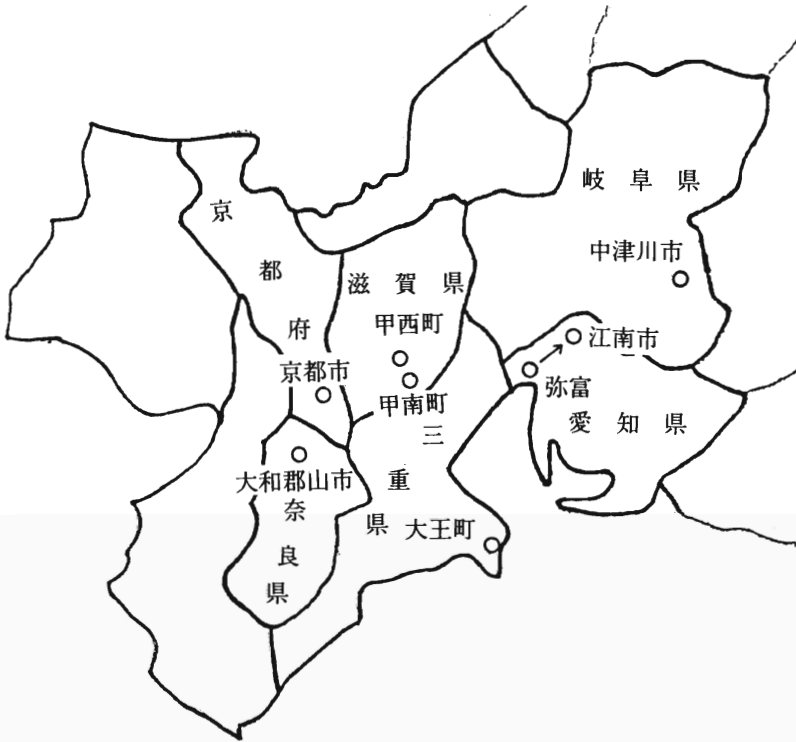 岐阜県
京都府
中津川市
滋賀県
甲西町
江南市
京都市
弥富
甲南町
愛知県
三重県
大和郡山市
奈良県
大王町